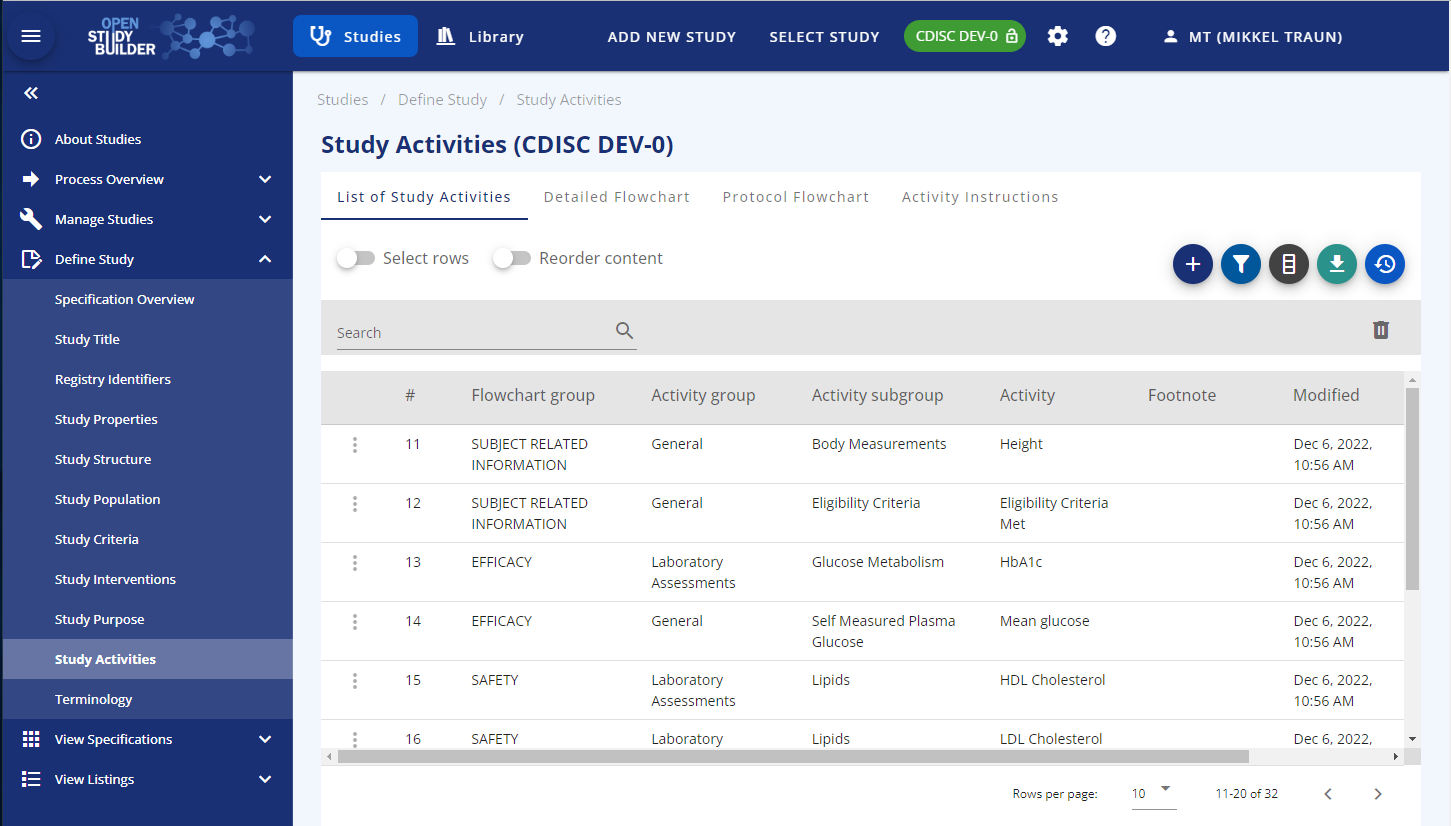 OPEN
STUDY
BUILDER
Studies
Library
ADD NEW STUDY
SELECT STUDY
CDISC DEV-0
MT (MIKKEL TRAUN)
About Studies
Process Overview
Manage Studies
Define Study
Specification Overview
Study Title
Registry Identifiers
Study Properties
Study Structure
Study Population
Study Criteria
Study Interventions
Study Purpose
Study Activities
Terminology
View Specifications
View Listings
Studies / Define Study / Study Activities
Study Activities (CDISC DEV-0)
List of Study Activities
Detailed Flowchart
Protocol Flowchart
Activity Instructions
Select rows
Reorder content
Search
# Flowchart group Activity group Activity subgroup Activity Footnote Modified
11 SUBJECT RELATED General Body Measurements Height Dec 6, 2022,
INFORMATION 10:56 AM
12 SUBJECT RELATED General Eligibility Criteria Eligibility Criteria Dec 6, 2022,
INFORMATION Met 10:56 AM
13 EFFICACY Laboratory Glucose Metabolism HbA1c Dec 6, 2022,
Assessments 10:56 AM
14 EFFICACY General Self Measured Plasma Mean glucose Dec 6, 2022,
Glucose 10:56 AM
15 SAFETY Laboratory Lipids HDL Cholesterol Dec 6, 2022,
Assessments 10:56 AM
16 SAFETY Laboratory Lipids LDL Cholesterol Dec 6, 2022,
Rows per page: 10 11-20 of 32